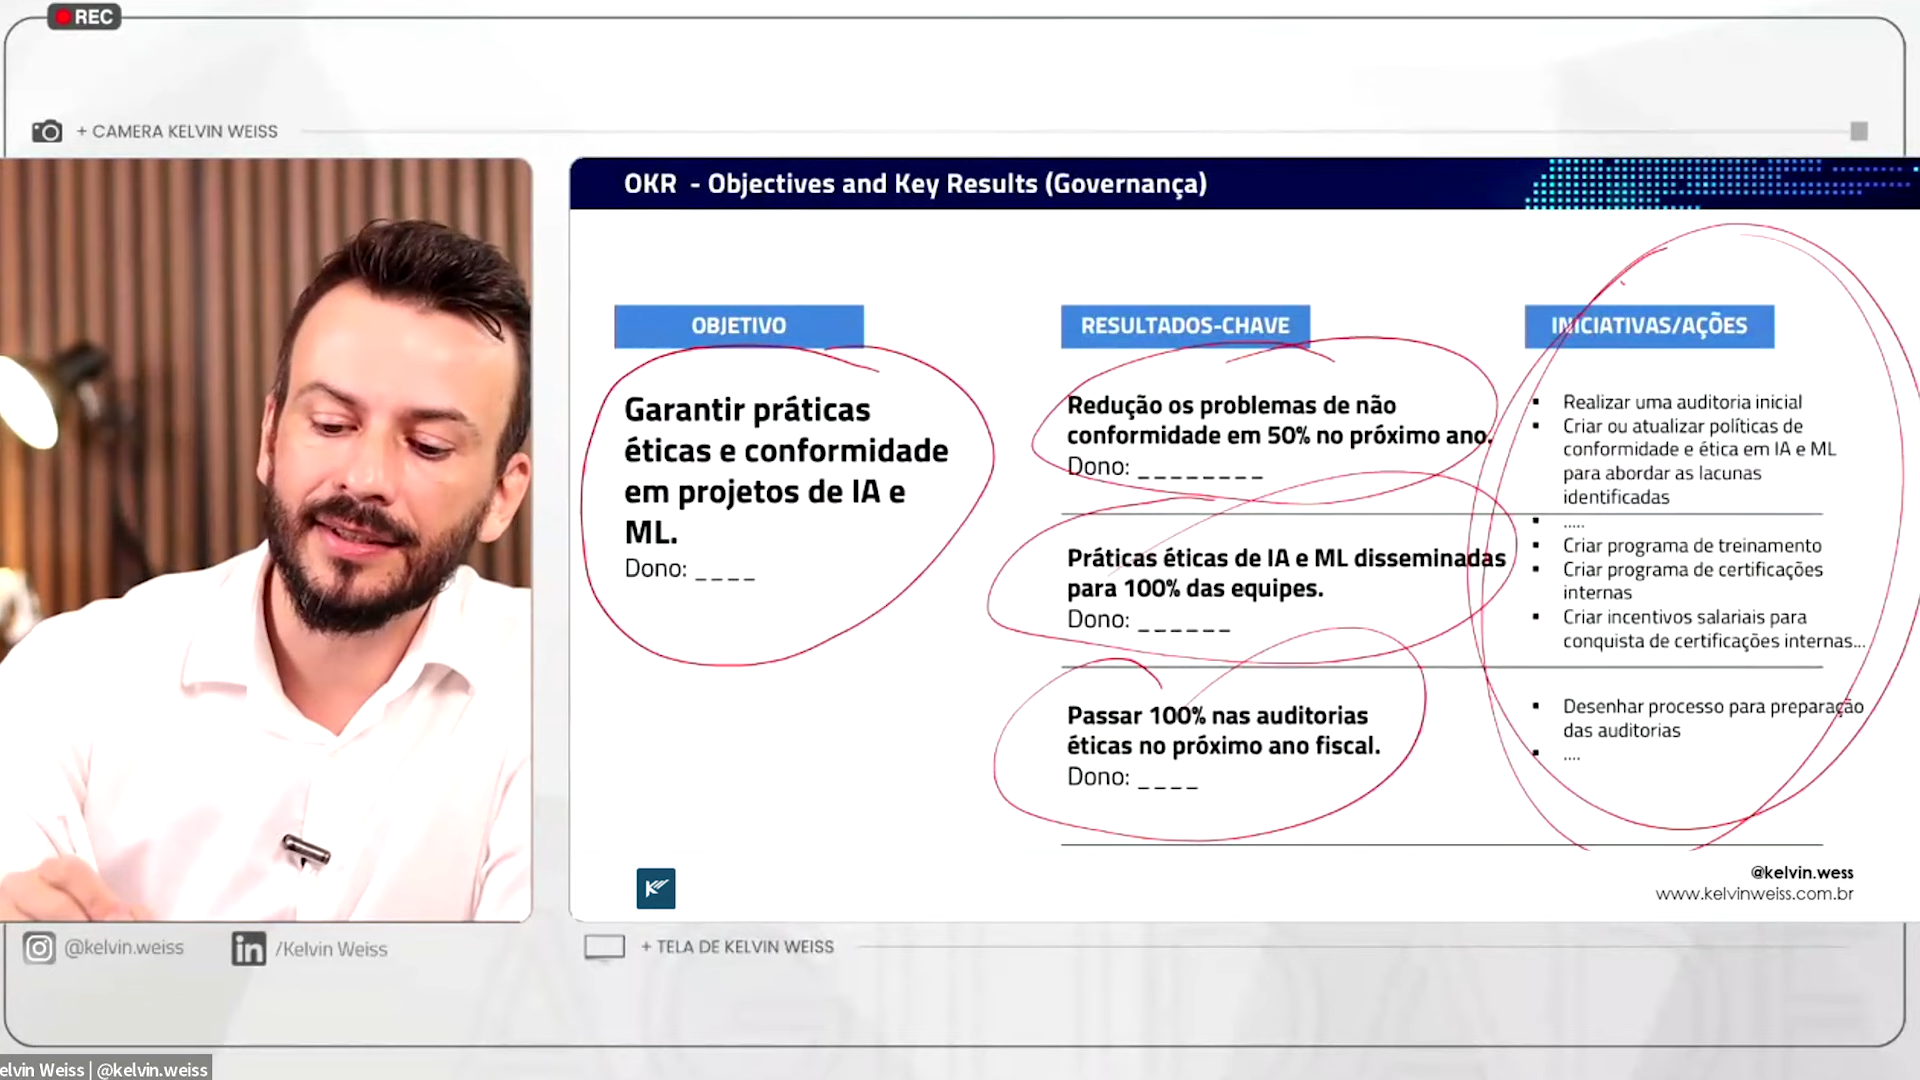 REC
+ CAMERA KELVIN WEISS
OKR - Objectives and Key Results (Governança)
OBJETIVO
Garantir práticas
éticas e conformidade
em projetos de IA e
ML.
Dono: _ _ _ _
RESULTADOS-CHAVE
Redução os problemas de não
conformidade em 50% no próximo ano.
Dono: _ _ _ _ _ _ _ _
Práticas éticas de IA e ML disseminadas
para 100% das equipes.
Dono: _ _ _ _ _ _
Passar 100% nas auditorias
éticas no próximo ano fiscal.
Dono: _ _ _ _
INICIATIVAS/AÇÕES
▪ Realizar uma auditoria inicial
▪ Criar ou atualizar políticas de
conformidade e ética em IA e ML
para abordar as lacunas
identificadas
▪ .....
▪ Criar programa de treinamento
▪ Criar programa de certificações
internas
▪ Criar incentivos salariais para
conquista de certificações internas...
▪ Desenhar processo para preparação
das auditorias
▪ ....
@kelvin.wess
www.kelvinweiss.com.br
@kelvin.weiss
/Kelvin Weiss
+ TELA DE KELVIN WEISS
elvin Weiss | @kelvin.weiss